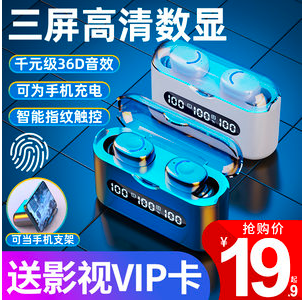 三屏高清数显
千元级36D音效
可为手机充电
智能指纹触控
100 100 100
100 100 100
可当手机支架
抢购价
¥19.9起
送影视VIP卡